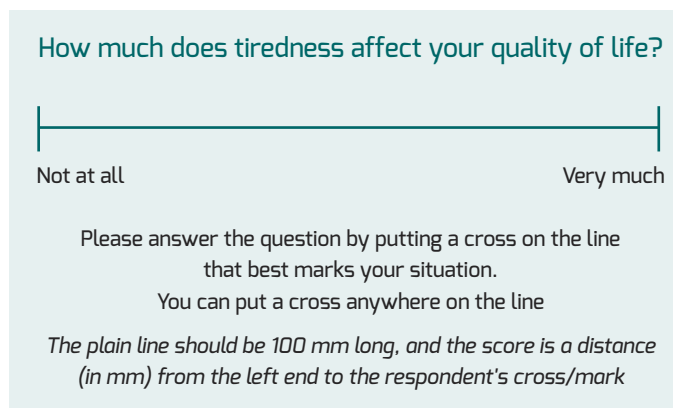 How much does tiredness affect your quality of life?
Not at all
Very much
Please answer the question by putting a cross on the line
that best marks your situation.
You can put a cross anywhere on the line
The plain line should be 100 mm long, and the score is a distance
(in mm) from the left end to the respondent's cross/mark